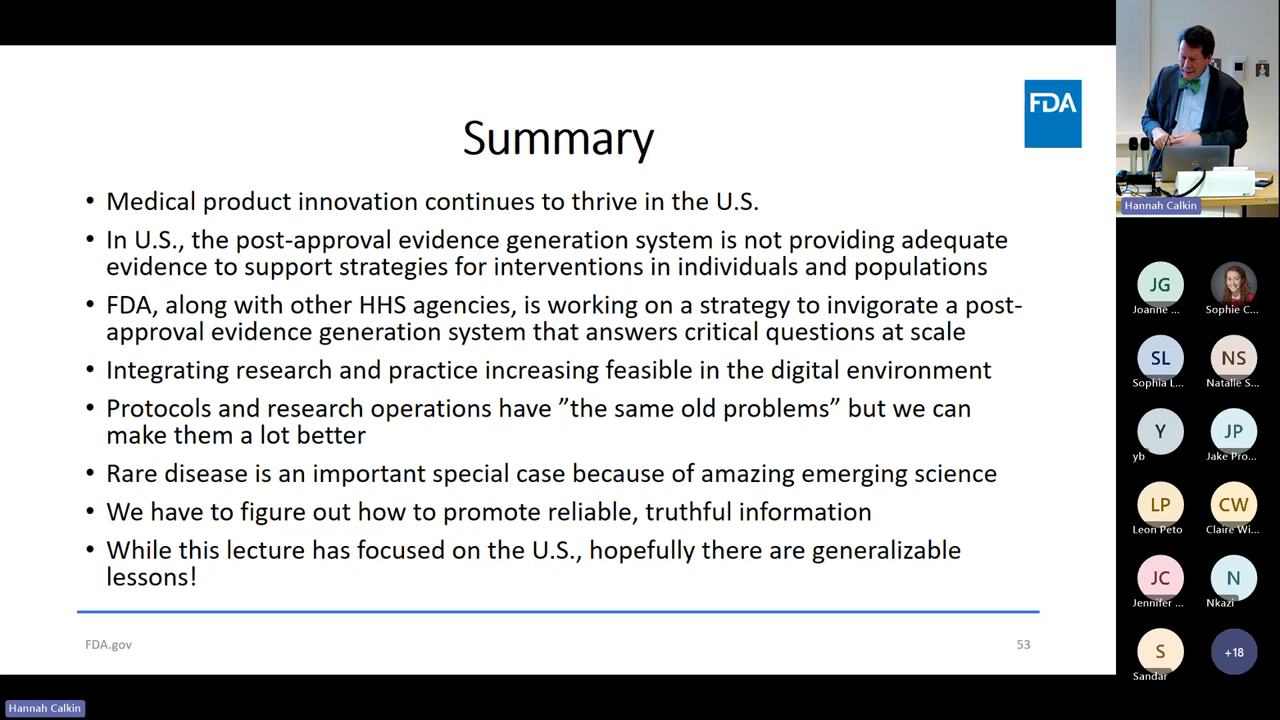 FDA
Summary
• Medical product innovation continues to thrive in the U.S.
• In U.S., the post-approval evidence generation system is not providing adequate
evidence to support strategies for interventions in individuals and populations
• FDA, along with other HHS agencies, is working on a strategy to invigorate a post-
approval evidence generation system that answers critical questions at scale
• Integrating research and practice increasing feasible in the digital environment
• Protocols and research operations have ”the same old problems” but we can
make them a lot better
• Rare disease is an important special case because of amazing emerging science
• We have to figure out how to promote reliable, truthful information
• While this lecture has focused on the U.S., hopefully there are generalizable
lessons!
FDA.gov
53
Hannah Calkin
JG
Joanne ...
Sophie C...
SL
Sophia L...
NS
Natalie S...
Y
yb
JP
Jake Pro...
LP
Leon Peto
CW
Claire Wi...
JC
Jennifer ...
N
Nkazi
S
Sandar
+18
Hannah Calkin